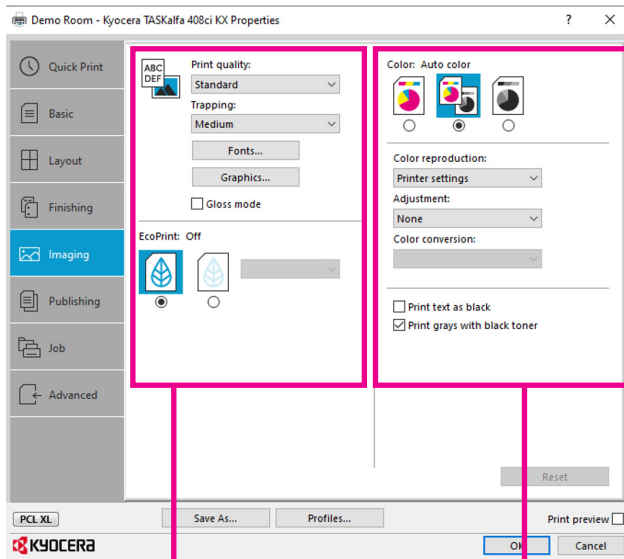 Demo Room - Kyocera TASKalfa 408ci KX Properties
? X
Quick Print
Basic
Layout
Finishing
Imaging
Publishing
Job
Advanced
ABC
DEF
Print quality:
Standard
Trapping:
Medium
Fonts...
Graphics...
Gloss mode
EcoPrint: Off
Color: Auto color
Color reproduction:
Printer settings
Adjustment:
None
Color conversion:
Print text as black
Print grays with black toner
Reset
PCL XL
Save As...
Profiles...
Print preview
KYOCERA
OK
Cancel